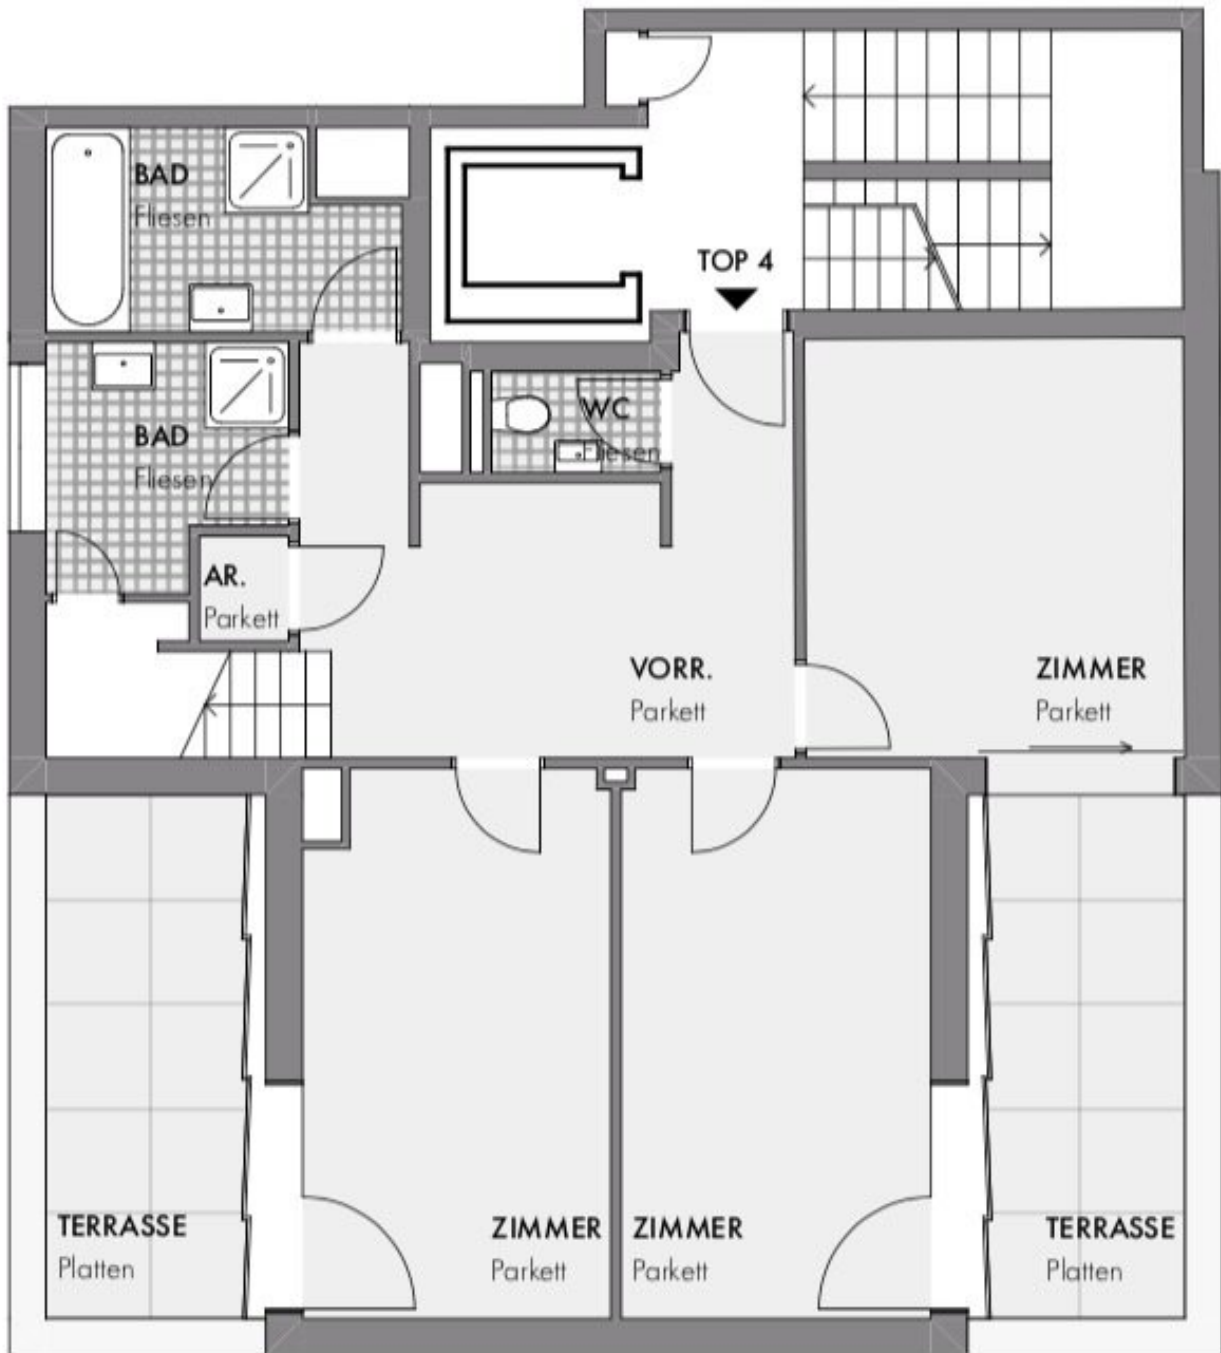 BAD
Fliesen
TOP 4
WC
Fliesen
BAD
Fliesen
AR.
Parkett
VORR.
Parkett
ZIMMER
Parkett
TERRASSE
Platten
ZIMMER
Parkett
ZIMMER
Parkett
TERRASSE
Platten